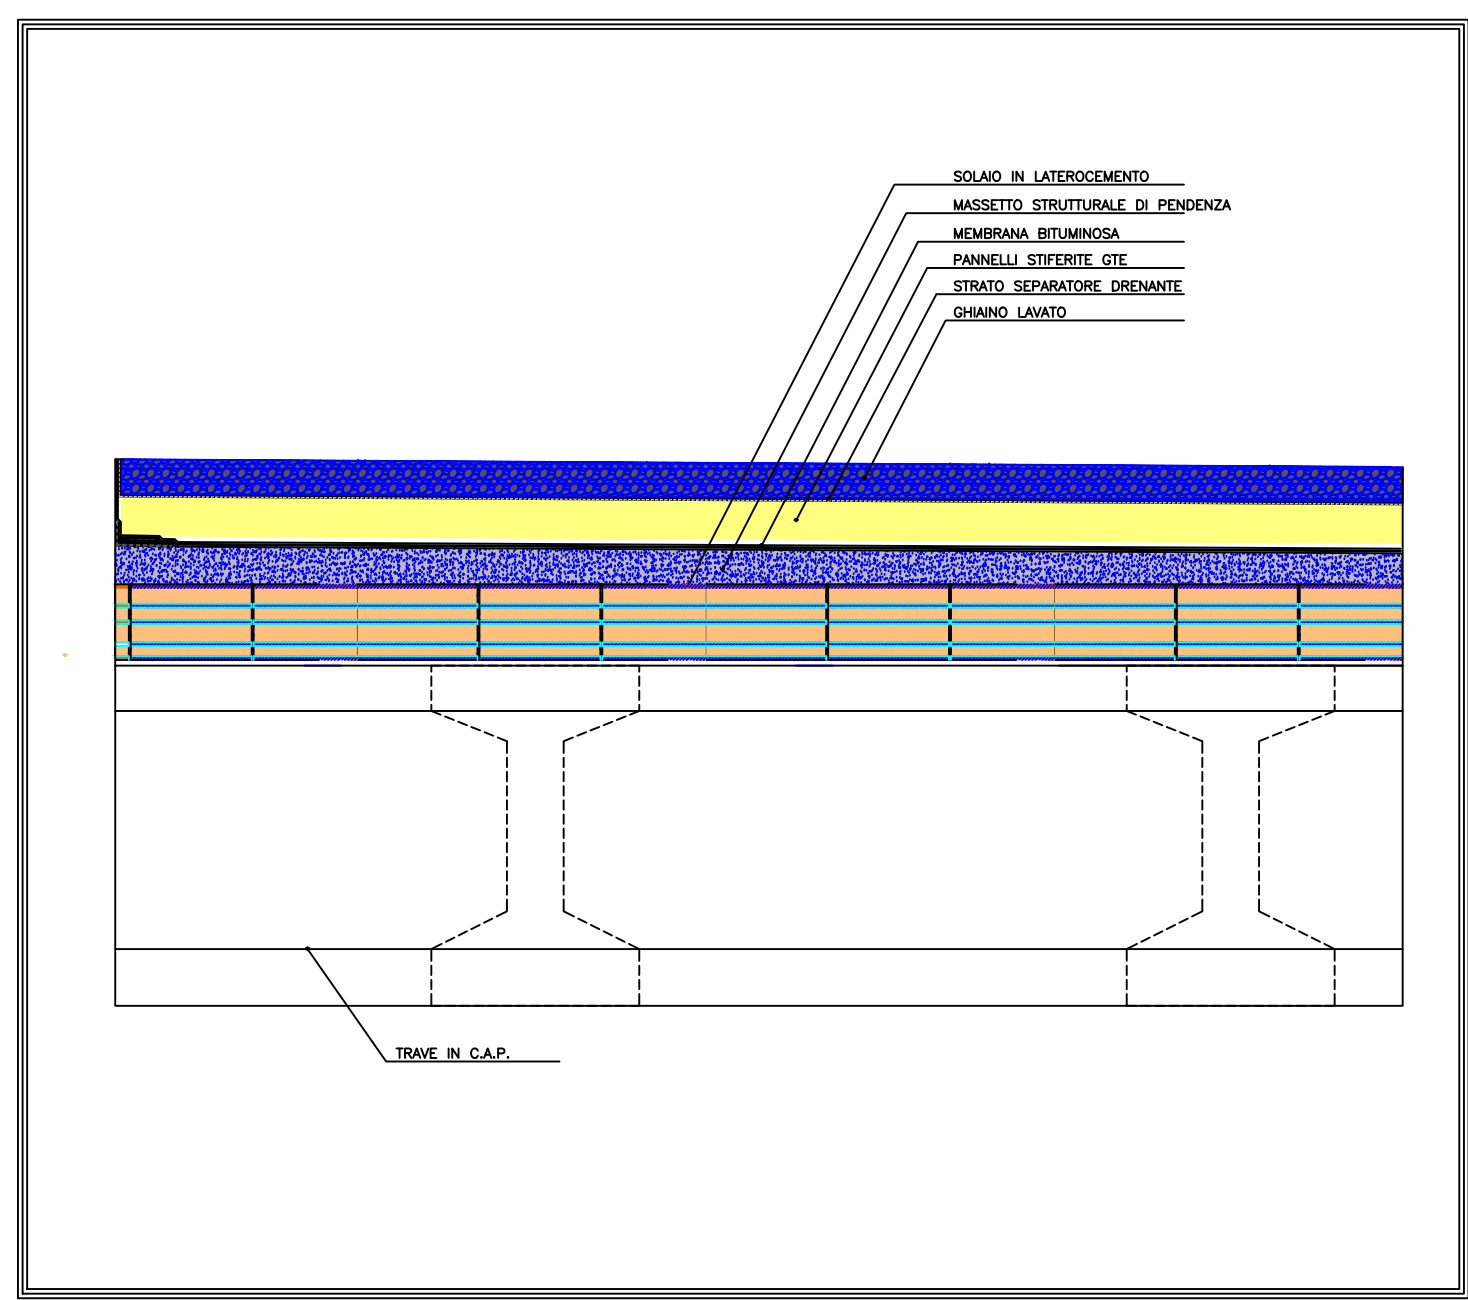 SOLAIO IN LATEROCEMENTO
MASSETTO STRUTTURALE DI PENDENZA
MEMBRANA BITUMINOSA
PANNELLI STIFERITE GTE
STRATO SEPARATORE DRENANTE
GHIAINO LAVATO
TRAVE IN C.A.P.